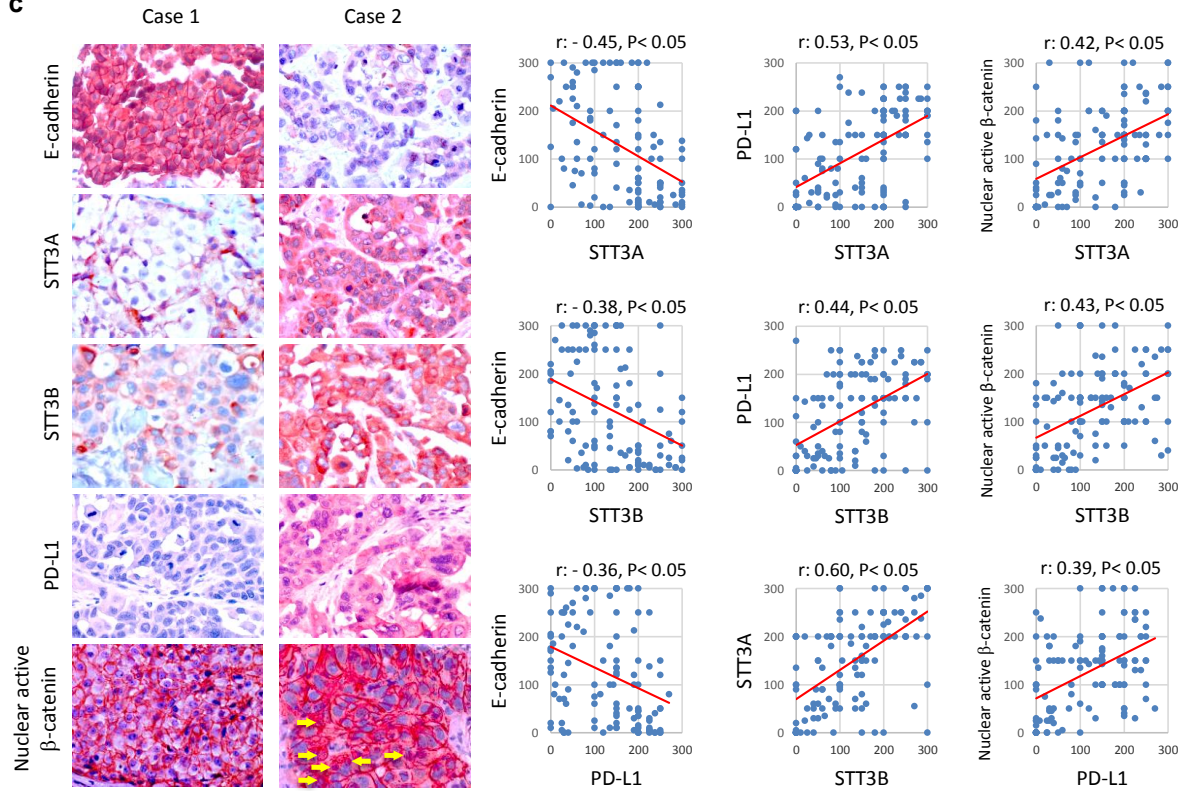 c
Case 1
Case 2
E-cadherin
STT3A
STT3B
PD-L1
Nuclear active
β-catenin
r: - 0.45, P< 0.05
E-cadherin
300
200
100
0
0 100 200 300
STT3A
r: 0.53, P< 0.05
PD-L1
300
200
100
0
0 100 200 300
STT3A
r: 0.42, P< 0.05
Nuclear active β-catenin
300
200
100
0
0 100 200 300
STT3A
r: - 0.38, P< 0.05
E-cadherin
300
200
100
0
0 100 200 300
STT3B
r: 0.44, P< 0.05
PD-L1
300
200
100
0
0 100 200 300
STT3B
r: 0.43, P< 0.05
Nuclear active β-catenin
300
200
100
0
0 100 200 300
STT3B
r: - 0.36, P< 0.05
E-cadherin
300
200
100
0
0 100 200 300
PD-L1
r: 0.60, P< 0.05
STT3A
300
200
100
0
0 100 200 300
STT3B
r: 0.39, P< 0.05
Nuclear active β-catenin
300
200
100
0
0 100 200 300
PD-L1